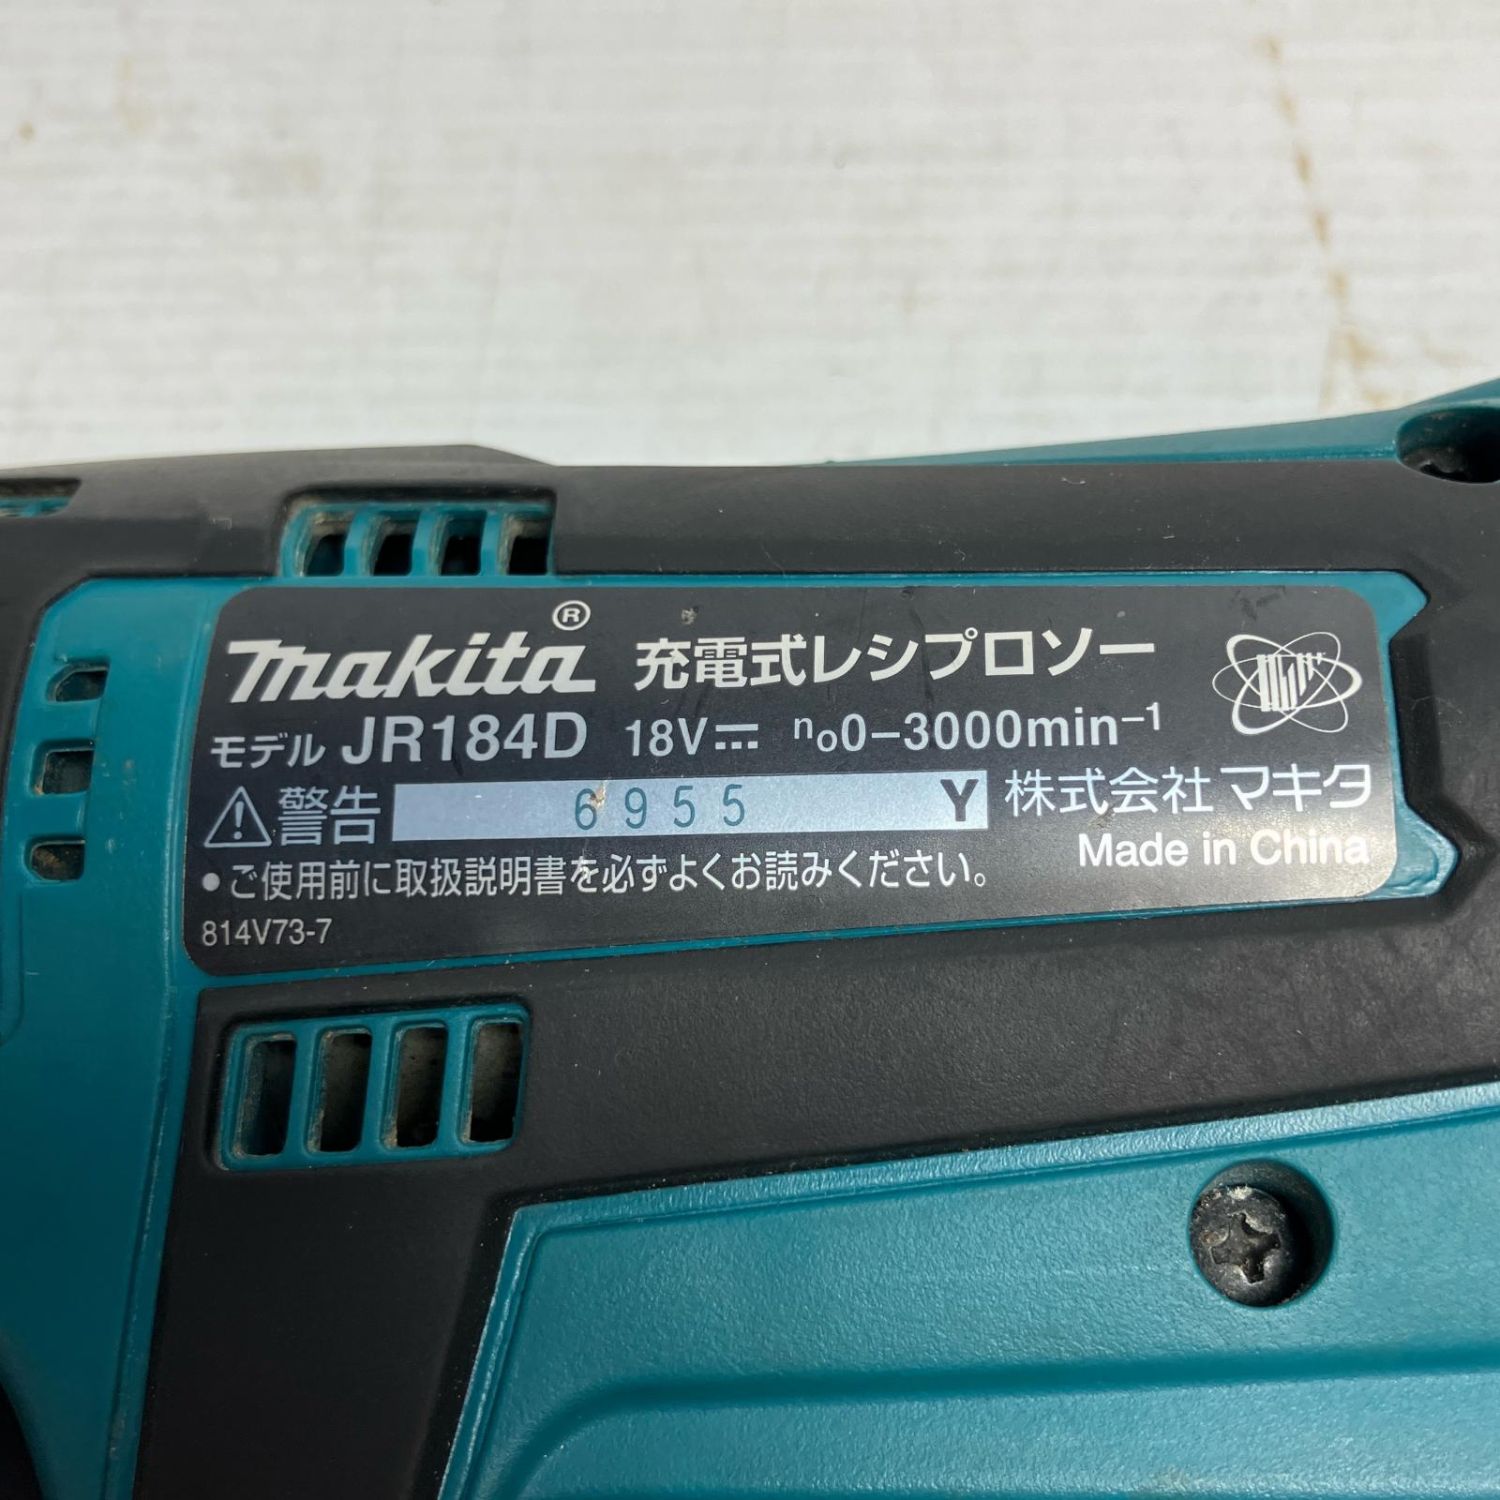 makita® 充電式レシプロソー
モデル JR184D 18V⎓ n₀0-3000min⁻¹
⚠警告 6955 Y 株式会社マキタ
Made in China
•ご使用前に取扱説明書を必ずよくお読みください。
814V73-7